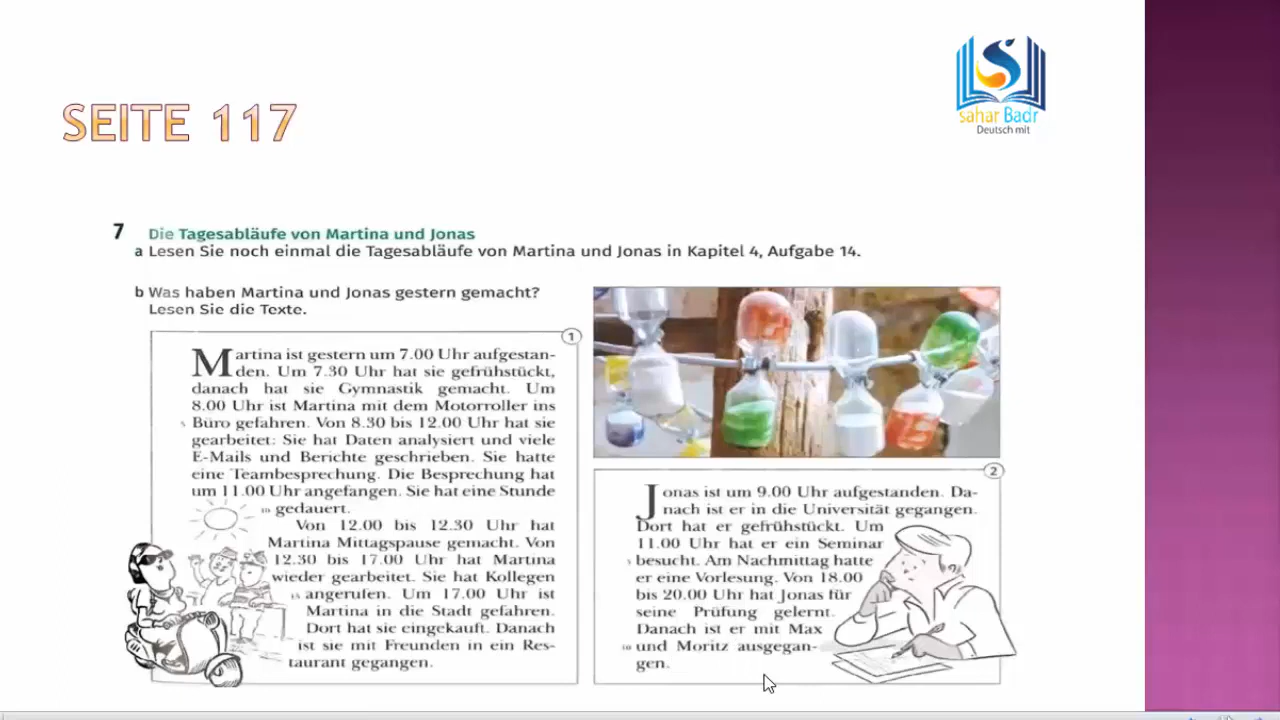 SEITE 117
sahar Badr
Deutsch mit
7 Die Tagesabläufe von Martina und Jonas
a Lesen Sie noch einmal die Tagesabläufe von Martina und Jonas in Kapitel 4, Aufgabe 14.
b Was haben Martina und Jonas gestern gemacht?
Lesen Sie die Texte.
1
Martina ist gestern um 7.00 Uhr aufgestan-
den. Um 7.30 Uhr hat sie gefrühstückt,
danach hat sie Gymnastik gemacht. Um
8.00 Uhr ist Martina mit dem Motorroller ins
5 Büro gefahren. Von 8.30 bis 12.00 Uhr hat sie
gearbeitet: Sie hat Daten analysiert und viele
E-Mails und Berichte geschrieben. Sie hatte
eine Teambesprechung. Die Besprechung hat
um 11.00 Uhr angefangen. Sie hat eine Stunde
10 gedauert.
Von 12.00 bis 12.30 Uhr hat
Martina Mittagspause gemacht. Von
12.30 bis 17.00 Uhr hat Martina
wieder gearbeitet. Sie hat Kollegen
15 angerufen. Um 17.00 Uhr ist
Martina in die Stadt gefahren.
Dort hat sie eingekauft. Danach
ist sie mit Freunden in ein Res-
taurant gegangen.
2
Jonas ist um 9.00 Uhr aufgestanden. Da-
nach ist er in die Universität gegangen.
Dort hat er gefrühstückt. Um
11.00 Uhr hat er ein Seminar
5 besucht. Am Nachmittag hatte
er eine Vorlesung. Von 18.00
bis 20.00 Uhr hat Jonas für
seine Prüfung gelernt.
Danach ist er mit Max
10 und Moritz ausgegan-
gen.